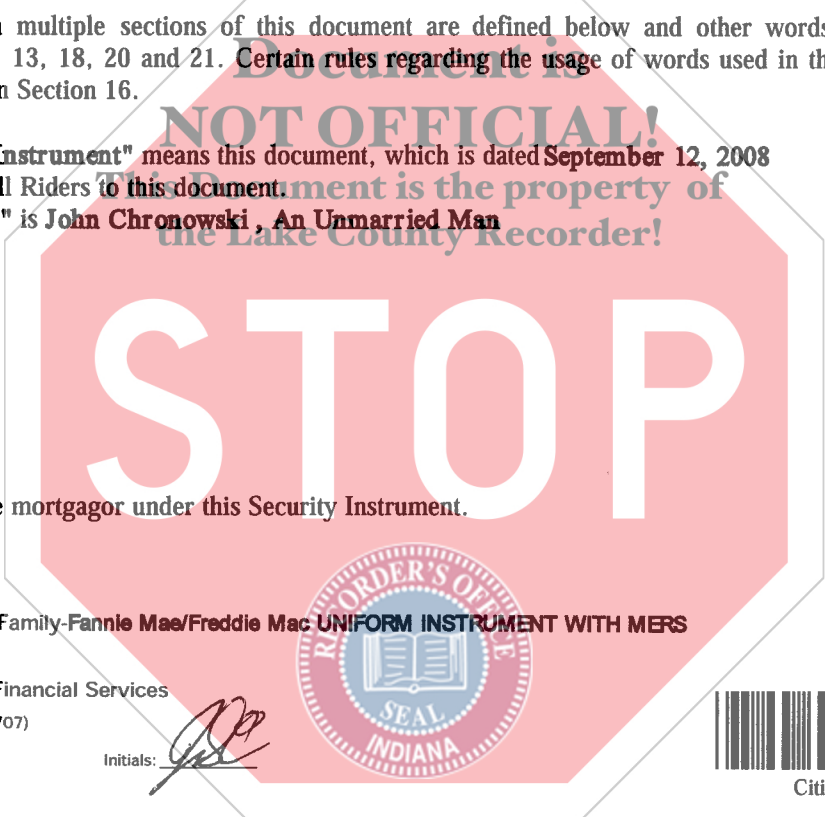 multiple sections of this document are defined below and other words
13, 18, 20 and 21. Certain rules regarding the usage of words used in th
n Section 16.
Document is
NOT OFFICIAL!
This Document is the property of
the Lake County Recorder!
nstrument" means this document, which is dated September 12, 2008
ll Riders to this document.
" is John Chronowski , An Unmarried Man
STOP
e mortgagor under this Security Instrument.
RECORDER'S OFFICE
SEAL
INDIANA
Family-Fannie Mae/Freddie Mac UNIFORM INSTRUMENT WITH MERS
Financial Services
07)
Initials:
Citi